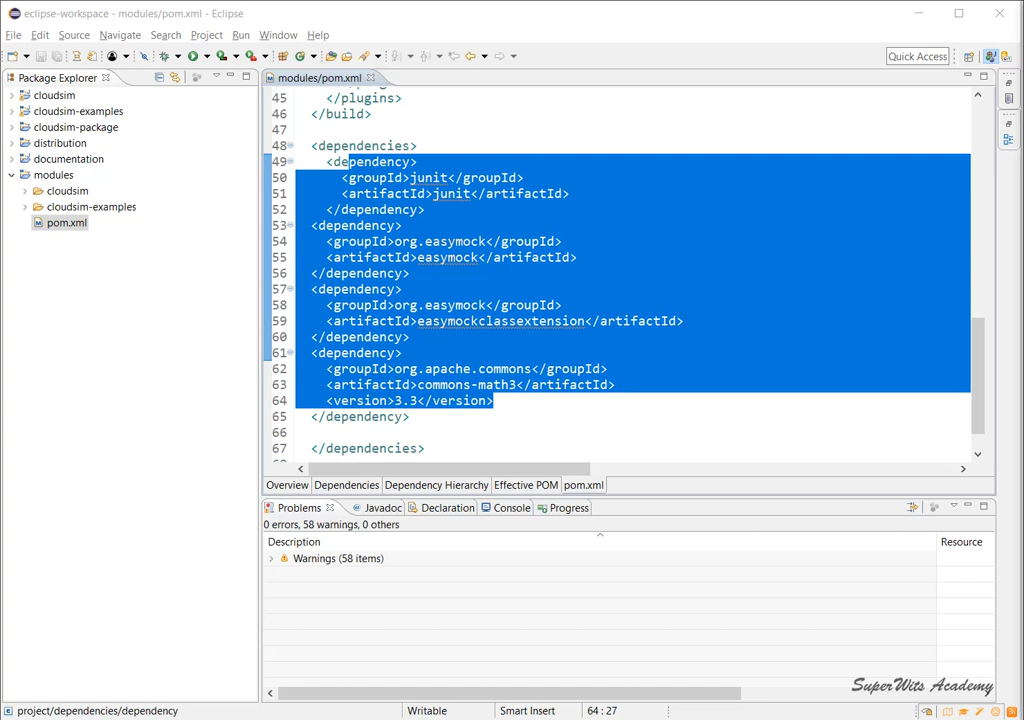 eclipse-workspace - modules/pom.xml - Eclipse
File Edit Source Navigate Search Project Run Window Help
Quick Access
Package Explorer
modules/pom.xml
cloudsim
cloudsim-examples
cloudsim-package
distribution
documentation
modules
cloudsim
cloudsim-examples
pom.xml
45 </plugins>
46 </build>
47
48 <dependencies>
49 <dependency>
50 <groupId>junit</groupId>
51 <artifactId>junit</artifactId>
52 </dependency>
53 <dependency>
54 <groupId>org.easymock</groupId>
55 <artifactId>easymock</artifactId>
56 </dependency>
57 <dependency>
58 <groupId>org.easymock</groupId>
59 <artifactId>easymockclassextension</artifactId>
60 </dependency>
61 <dependency>
62 <groupId>org.apache.commons</groupId>
63 <artifactId>commons-math3</artifactId>
64 <version>3.3</version>
65 </dependency>
66
67 </dependencies>
Overview Dependencies Dependency Hierarchy Effective POM pom.xml
Problems Javadoc Declaration Console Progress
0 errors, 58 warnings, 0 others
Description Resource
Warnings (58 items)
SuperWits Academy
project/dependencies/dependency Writable Smart Insert 64 : 27